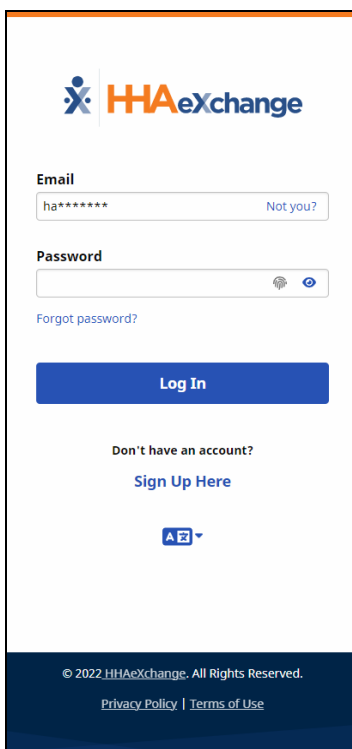 HHAeXchange
Email
ha******* Not you?
Password
Forgot password?
Log In
Don't have an account?
Sign Up Here
A 文
© 2022 HHAeXchange. All Rights Reserved.
Privacy Policy | Terms of Use